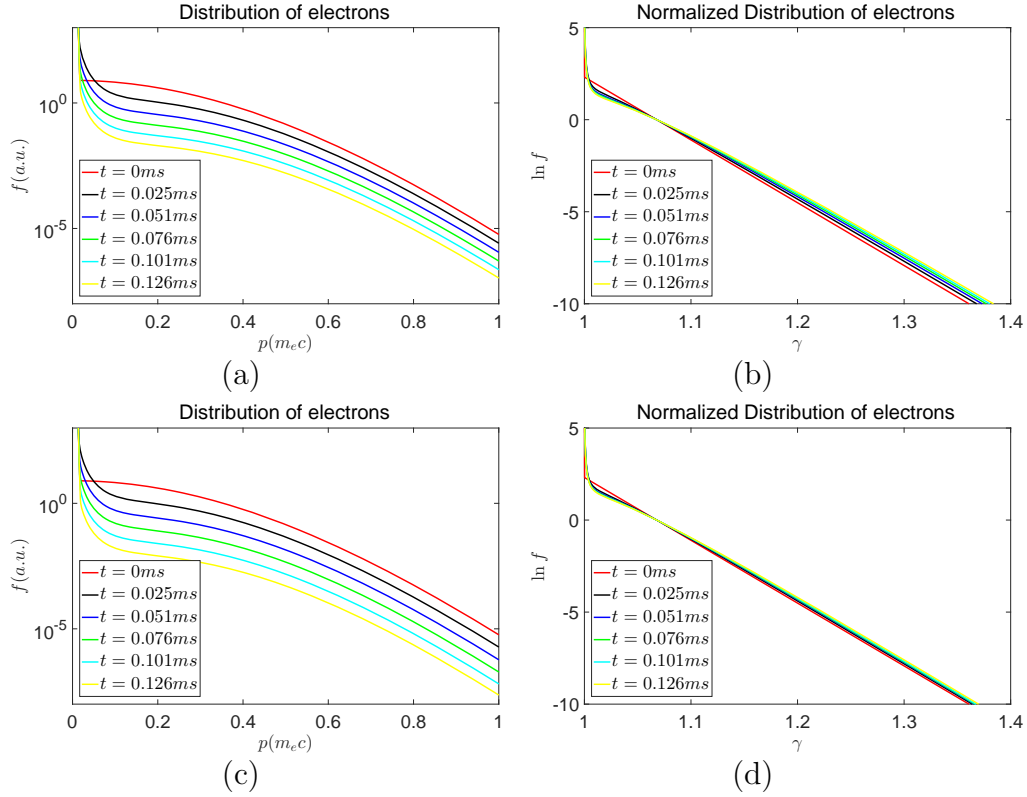 Distribution of electrons
10^0
10^-5
f(a.u.)
t = 0ms
t = 0.025ms
t = 0.051ms
t = 0.076ms
t = 0.101ms
t = 0.126ms
0 0.2 0.4 0.6 0.8 1
p(m_e c)
(a)
Normalized Distribution of electrons
5
0
-5
-10
ln f
t = 0ms
t = 0.025ms
t = 0.051ms
t = 0.076ms
t = 0.101ms
t = 0.126ms
1 1.1 1.2 1.3 1.4
γ
(b)
Distribution of electrons
10^0
10^-5
f(a.u.)
t = 0ms
t = 0.025ms
t = 0.051ms
t = 0.076ms
t = 0.101ms
t = 0.126ms
0 0.2 0.4 0.6 0.8 1
p(m_e c)
(c)
Normalized Distribution of electrons
5
0
-5
-10
ln f
t = 0ms
t = 0.025ms
t = 0.051ms
t = 0.076ms
t = 0.101ms
t = 0.126ms
1 1.1 1.2 1.3 1.4
γ
(d)